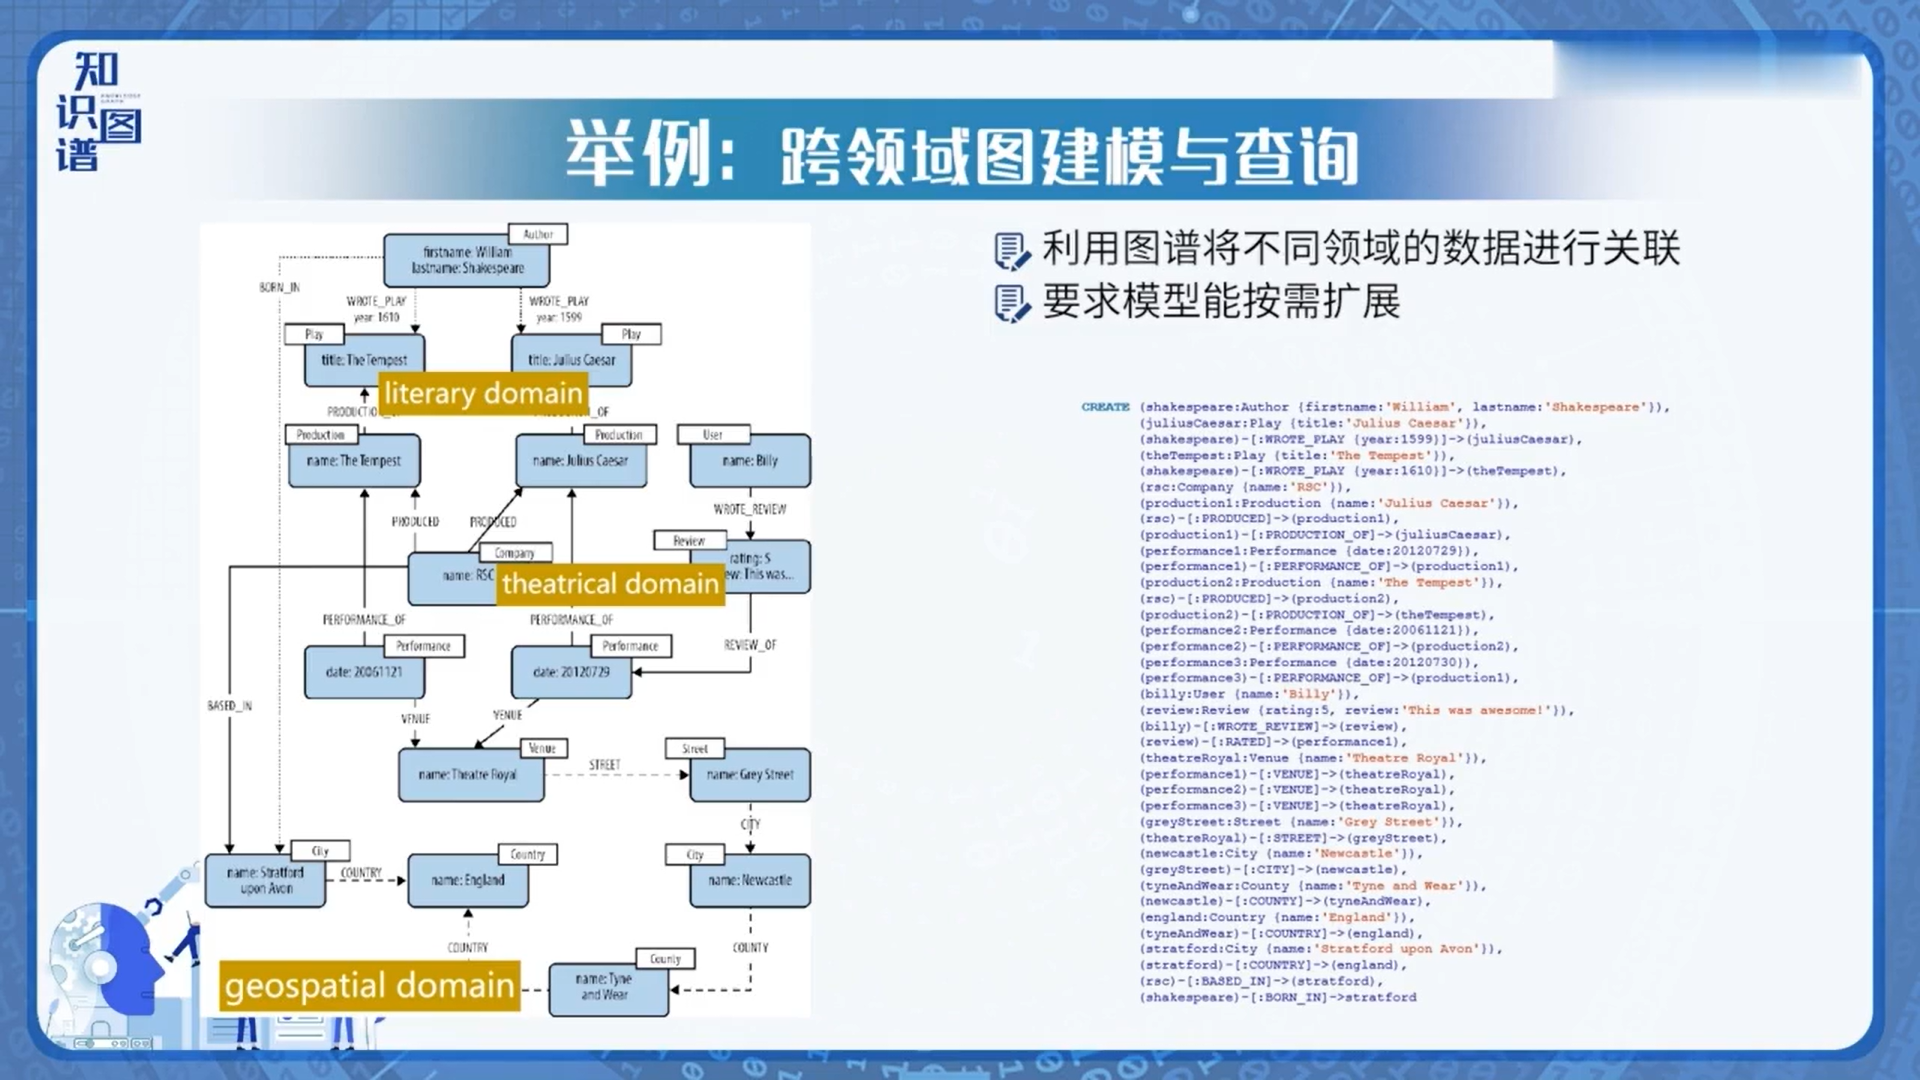 知识图谱
举例：跨领域图建模与查询
利用图谱将不同领域的数据进行关联
要求模型能按需扩展
Author
firstname: William
lastname: Shakespeare
BORN_IN
WROTE_PLAY
year: 1610
WROTE_PLAY
year: 1599
Play
title: The Tempest
Play
title: Julius Caesar
literary domain
PRODUCTIO
_OF
Production
name: The Tempest
Production
name: Julius Caesar
User
name: Billy
PRODUCED
PRODUCED
WROTE_REVIEW
Company
name: RSC
Review
rating: 5
ew: This was...
theatrical domain
PERFORMANCE_OF
PERFORMANCE_OF
REVIEW_OF
Performance
date: 20061121
Performance
date: 20120729
BASED_IN
VENUE
VENUE
Venue
name: Theatre Royal
STREET
Street
name: Grey Street
CITY
City
name: Stratford
upon Avon
COUNTRY
Country
name: England
City
name: Newcastle
COUNTRY
COUNTY
County
name: Tyne
and Wear
geospatial domain
CREATE (shakespeare:Author {firstname:'William', lastname:'Shakespeare'}),
(juliusCaesar:Play {title:'Julius Caesar'}),
(shakespeare)-[:WROTE_PLAY {year:1599}]->(juliusCaesar),
(theTempest:Play {title:'The Tempest'}),
(shakespeare)-[:WROTE_PLAY {year:1610}]->(theTempest),
(rsc:Company {name:'RSC'}),
(production1:Production {name:'Julius Caesar'}),
(rsc)-[:PRODUCED]->(production1),
(production1)-[:PRODUCTION_OF]->(juliusCaesar),
(performance1:Performance {date:20120729}),
(performance1)-[:PERFORMANCE_OF]->(production1),
(production2:Production {name:'The Tempest'}),
(rsc)-[:PRODUCED]->(production2),
(production2)-[:PRODUCTION_OF]->(theTempest),
(performance2:Performance {date:20061121}),
(performance2)-[:PERFORMANCE_OF]->(production2),
(performance3:Performance {date:20120730}),
(performance3)-[:PERFORMANCE_OF]->(production1),
(billy:User {name:'Billy'}),
(review:Review {rating:5, review:'This was awesome!'}),
(billy)-[:WROTE_REVIEW]->(review),
(review)-[:RATED]->(performance1),
(theatreRoyal:Venue {name:'Theatre Royal'}),
(performance1)-[:VENUE]->(theatreRoyal),
(performance2)-[:VENUE]->(theatreRoyal),
(performance3)-[:VENUE]->(theatreRoyal),
(greyStreet:Street {name:'Grey Street'}),
(theatreRoyal)-[:STREET]->(greyStreet),
(newcastle:City {name:'Newcastle'}),
(greyStreet)-[:CITY]->(newcastle),
(tyneAndWear:County {name:'Tyne and Wear'}),
(newcastle)-[:COUNTY]->(tyneAndWear),
(england:Country {name:'England'}),
(tyneAndWear)-[:COUNTRY]->(england),
(stratford:City {name:'Stratford upon Avon'}),
(stratford)-[:COUNTRY]->(england),
(rsc)-[:BASED_IN]->(stratford),
(shakespeare)-[:BORN_IN]->stratford